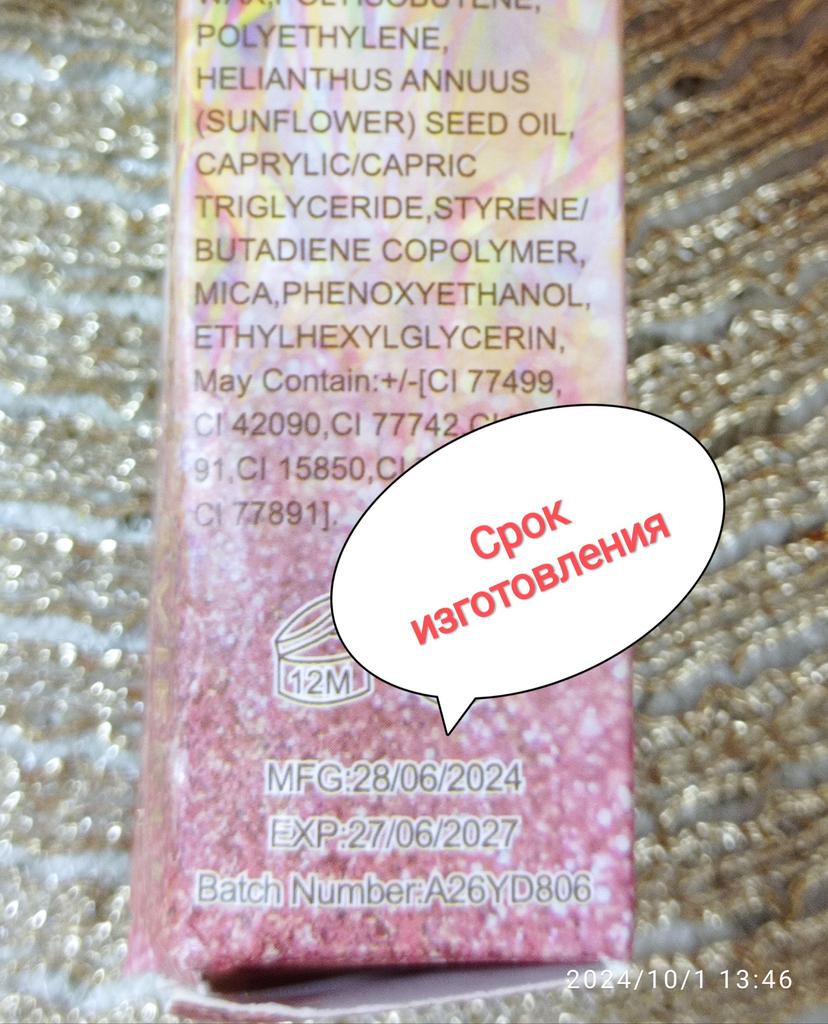 WAX,POLYISOBUTENE,
POLYETHYLENE,
HELIANTHUS ANNUUS
(SUNFLOWER) SEED OIL,
CAPRYLIC/CAPRIC
TRIGLYCERIDE,STYRENE/
BUTADIENE COPOLYMER,
MICA,PHENOXYETHANOL,
ETHYLHEXYLGLYCERIN,
May Contain:+/-[CI 77499,
CI 42090,CI 77742
91,CI 15850,
CI 77891].
Срок
изготовления
12M
MFG:28/06/2024
EXP:27/06/2027
Batch Number:A26YD806
2024/10/1 13:46